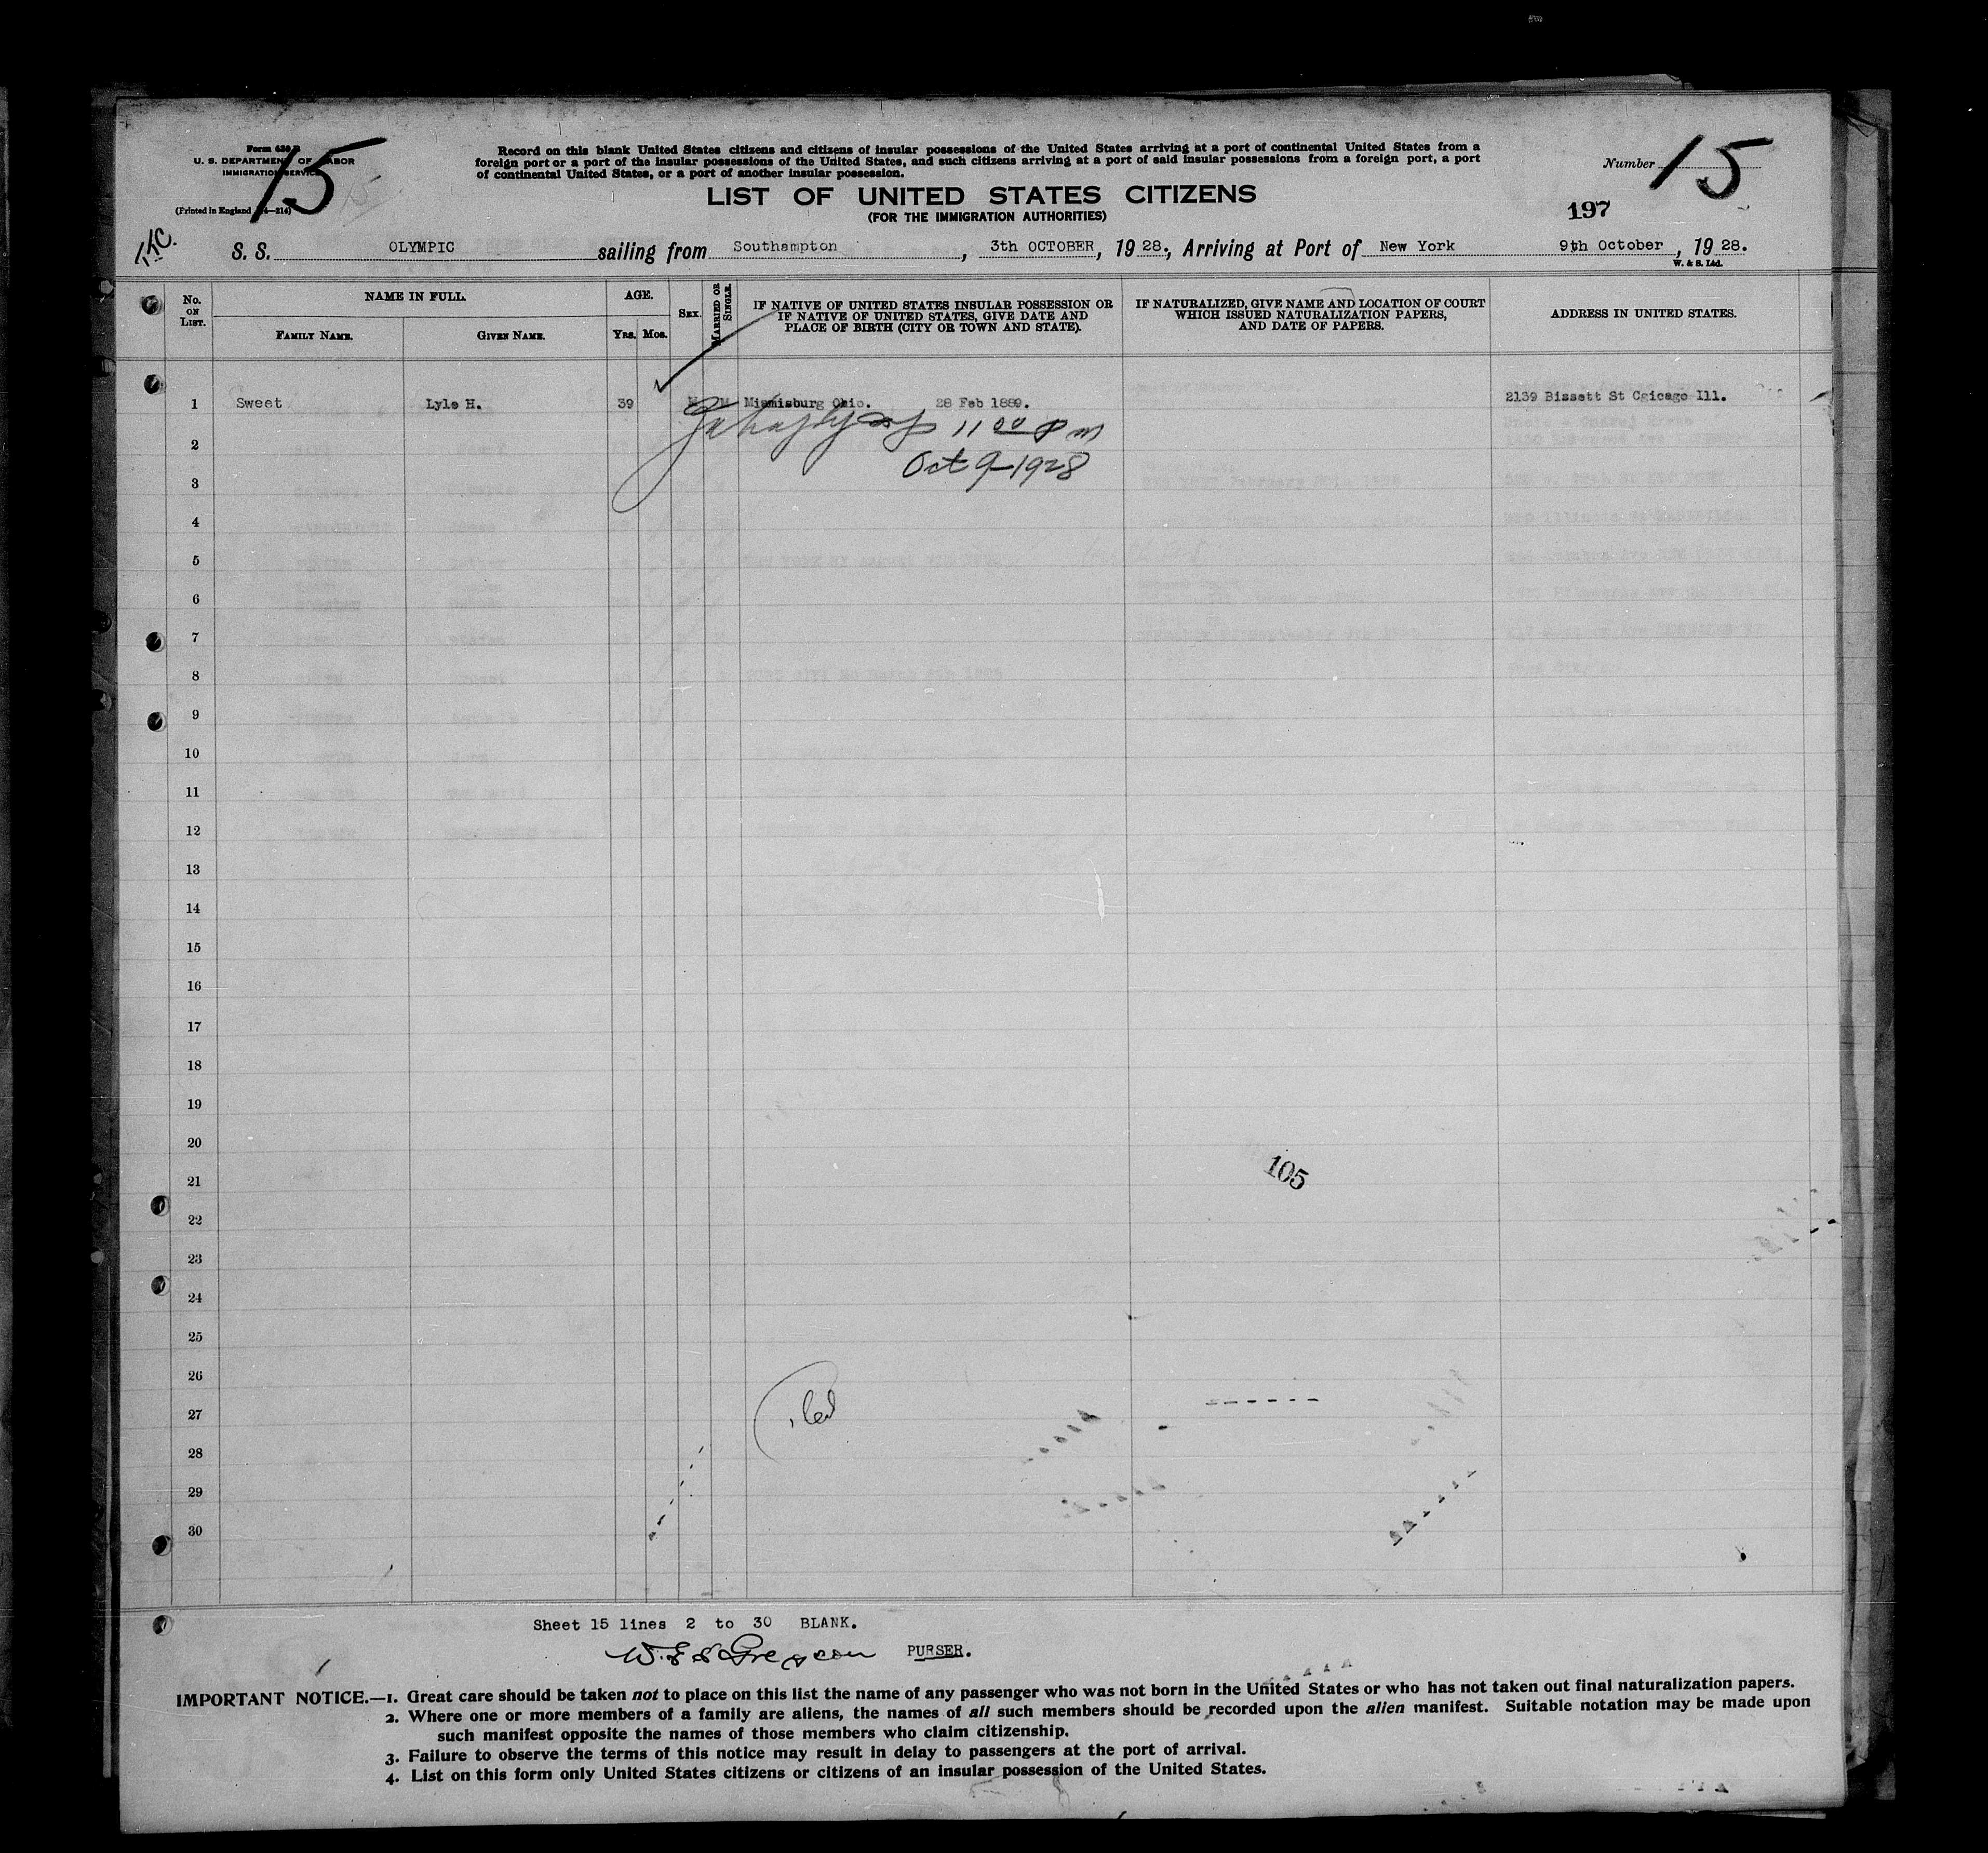 Form 630 B
U. S. DEPARTMENT OF LABOR
IMMIGRATION SERVICE
(Printed in England
15
15
Record on this blank United States citizens and citizens of insular possessions of the United States arriving at a port of continental United States from a
foreign port or a port of the insular possessions of the United States, and such citizens arriving at a port of said insular possessions from a foreign port, a port
of continental United States, or a port of another insular possession.
Number 15
LIST OF UNITED STATES CITIZENS
(FOR THE IMMIGRATION AUTHORITIES)
197
S. S. OLYMPIC sailing from Southampton, 3th OCTOBER, 19 28., Arriving at Port of New York 9th October, 19 28.
W. & S. Ltd.
No. ON LIST.
NAME IN FULL.
FAMILY NAME.
GIVEN NAME.
AGE.
YRS. MOS.
SEX.
MARRIED OR SINGLE.
IF NATIVE OF UNITED STATES INSULAR POSSESSION OR
IF NATIVE OF UNITED STATES, GIVE DATE AND
PLACE OF BIRTH (CITY OR TOWN AND STATE).
IF NATURALIZED, GIVE NAME AND LOCATION OF COURT
WHICH ISSUED NATURALIZATION PAPERS,
AND DATE OF PAPERS.
ADDRESS IN UNITED STATES.
1 Sweet Lyle H. 39 M M Miamisburg Ohio. 28 Feb 1889. 2139 Bissett St Cgicago Ill.
11 00 P m
2
Oct 9-1928
3
4
5
6
7
8
9
10
11
12
13
14
15
16
17
18
19
20
105
21
22
23
24
25
26
27
28
29
30
Sheet 15 lines 2 to 30 BLANK.
PURSER.
IMPORTANT NOTICE.—1. Great care should be taken not to place on this list the name of any passenger who was not born in the United States or who has not taken out final naturalization papers.
2. Where one or more members of a family are aliens, the names of all such members should be recorded upon the alien manifest. Suitable notation may be made upon
such manifest opposite the names of those members who claim citizenship.
3. Failure to observe the terms of this notice may result in delay to passengers at the port of arrival.
4. List on this form only United States citizens or citizens of an insular possession of the United States.